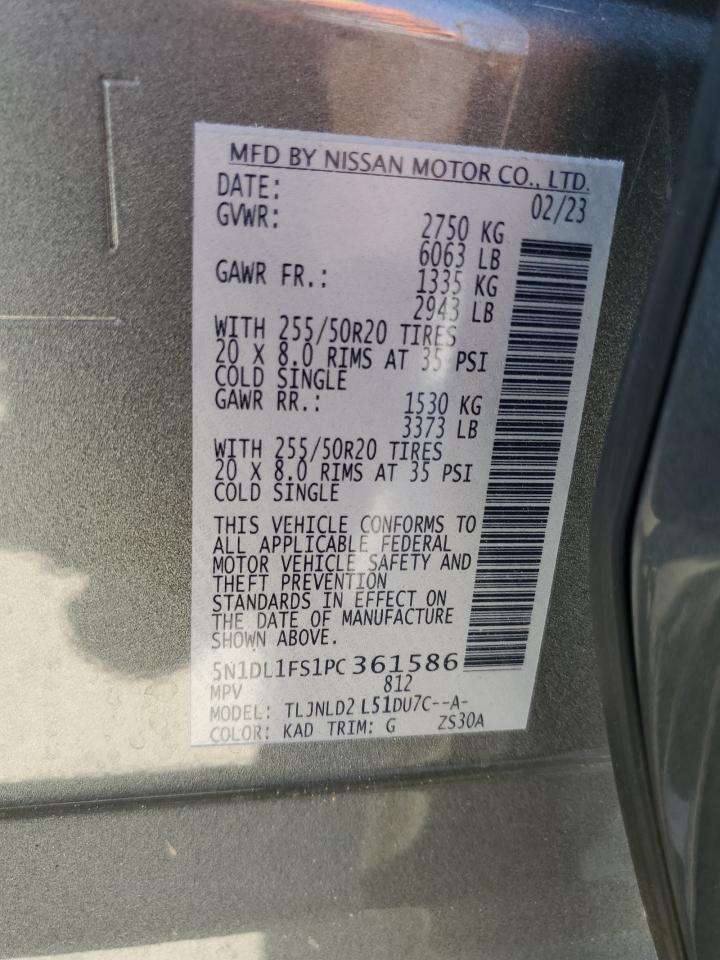 MFD BY NISSAN MOTOR CO., LTD.
DATE: 02/23
GVWR: 2750 KG
6063 LB
GAWR FR.: 1335 KG
2943 LB
WITH 255/50R20 TIRES
20 X 8.0 RIMS AT 35 PSI
COLD SINGLE
GAWR RR.: 1530 KG
3373 LB
WITH 255/50R20 TIRES
20 X 8.0 RIMS AT 35 PSI
COLD SINGLE
THIS VEHICLE CONFORMS TO
ALL APPLICABLE FEDERAL
MOTOR VEHICLE SAFETY AND
THEFT PREVENTION
STANDARDS IN EFFECT ON
THE DATE OF MANUFACTURE
SHOWN ABOVE.
5N1DL1FS1PC361586
MPV 812
MODEL: TLJNLD2 L51DU7C--A-
COLOR: KAD TRIM: G ZS30A